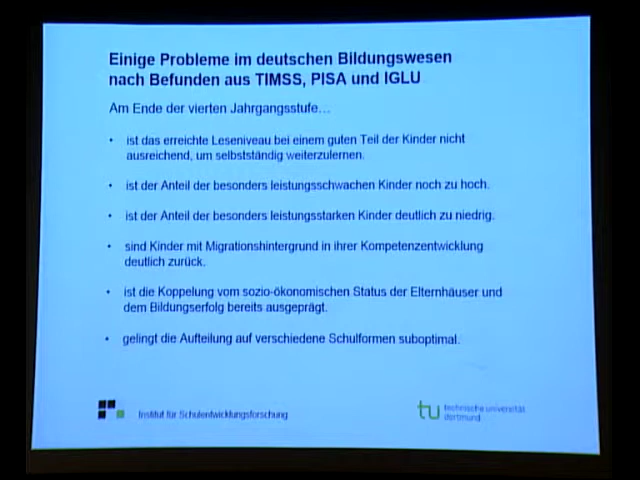 Einige Probleme im deutschen Bildungswesen
nach Befunden aus TIMSS, PISA und IGLU
Am Ende der vierten Jahrgangsstufe…
• ist das erreichte Leseniveau bei einem guten Teil der Kinder nicht
ausreichend, um selbstständig weiterzulernen.
• ist der Anteil der besonders leistungsschwachen Kinder noch zu hoch.
• ist der Anteil der besonders leistungsstarken Kinder deutlich zu niedrig.
• sind Kinder mit Migrationshintergrund in ihrer Kompetenzentwicklung
deutlich zurück.
• ist die Koppelung vom sozio-ökonomischen Status der Elternhäuser und
dem Bildungserfolg bereits ausgeprägt.
• gelingt die Aufteilung auf verschiedene Schulformen suboptimal.
Institut für Schulentwicklungsforschung
tu technische universität
dortmund